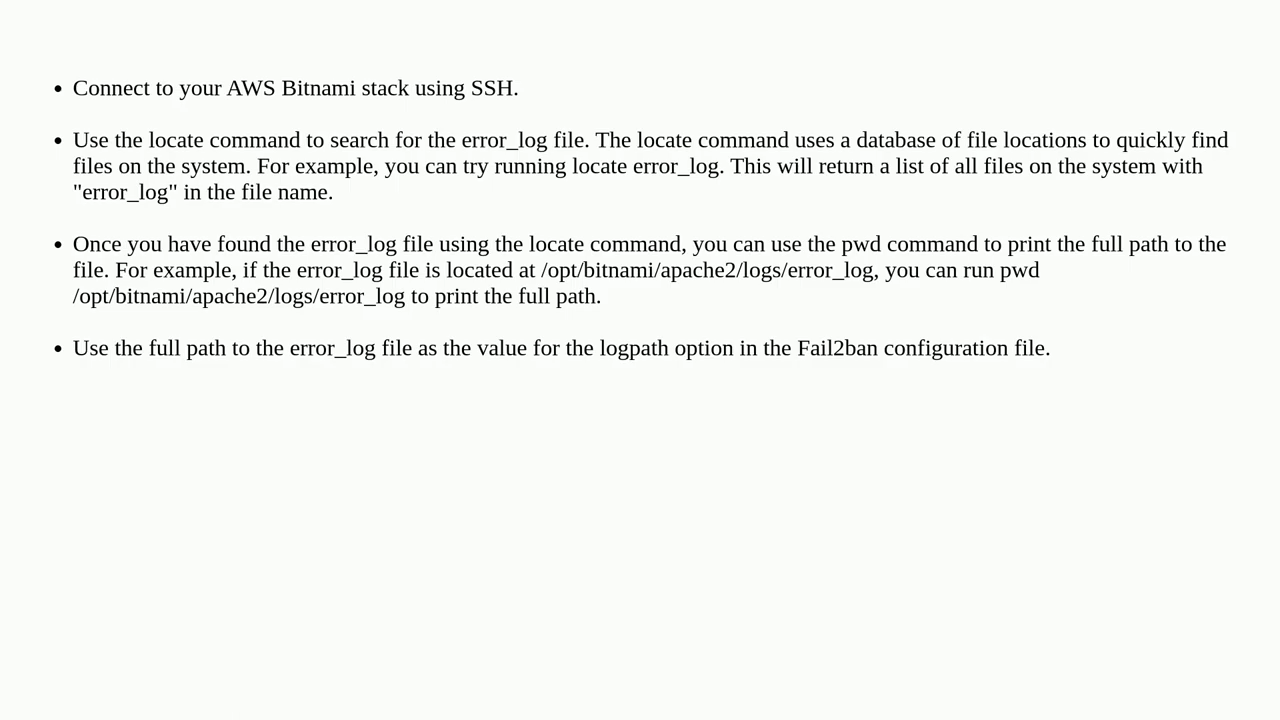 • Connect to your AWS Bitnami stack using SSH.
• Use the locate command to search for the error_log file. The locate command uses a database of file locations to quickly find
files on the system. For example, you can try running locate error_log. This will return a list of all files on the system with
"error_log" in the file name.
• Once you have found the error_log file using the locate command, you can use the pwd command to print the full path to the
file. For example, if the error_log file is located at /opt/bitnami/apache2/logs/error_log, you can run pwd
/opt/bitnami/apache2/logs/error_log to print the full path.
• Use the full path to the error_log file as the value for the logpath option in the Fail2ban configuration file.